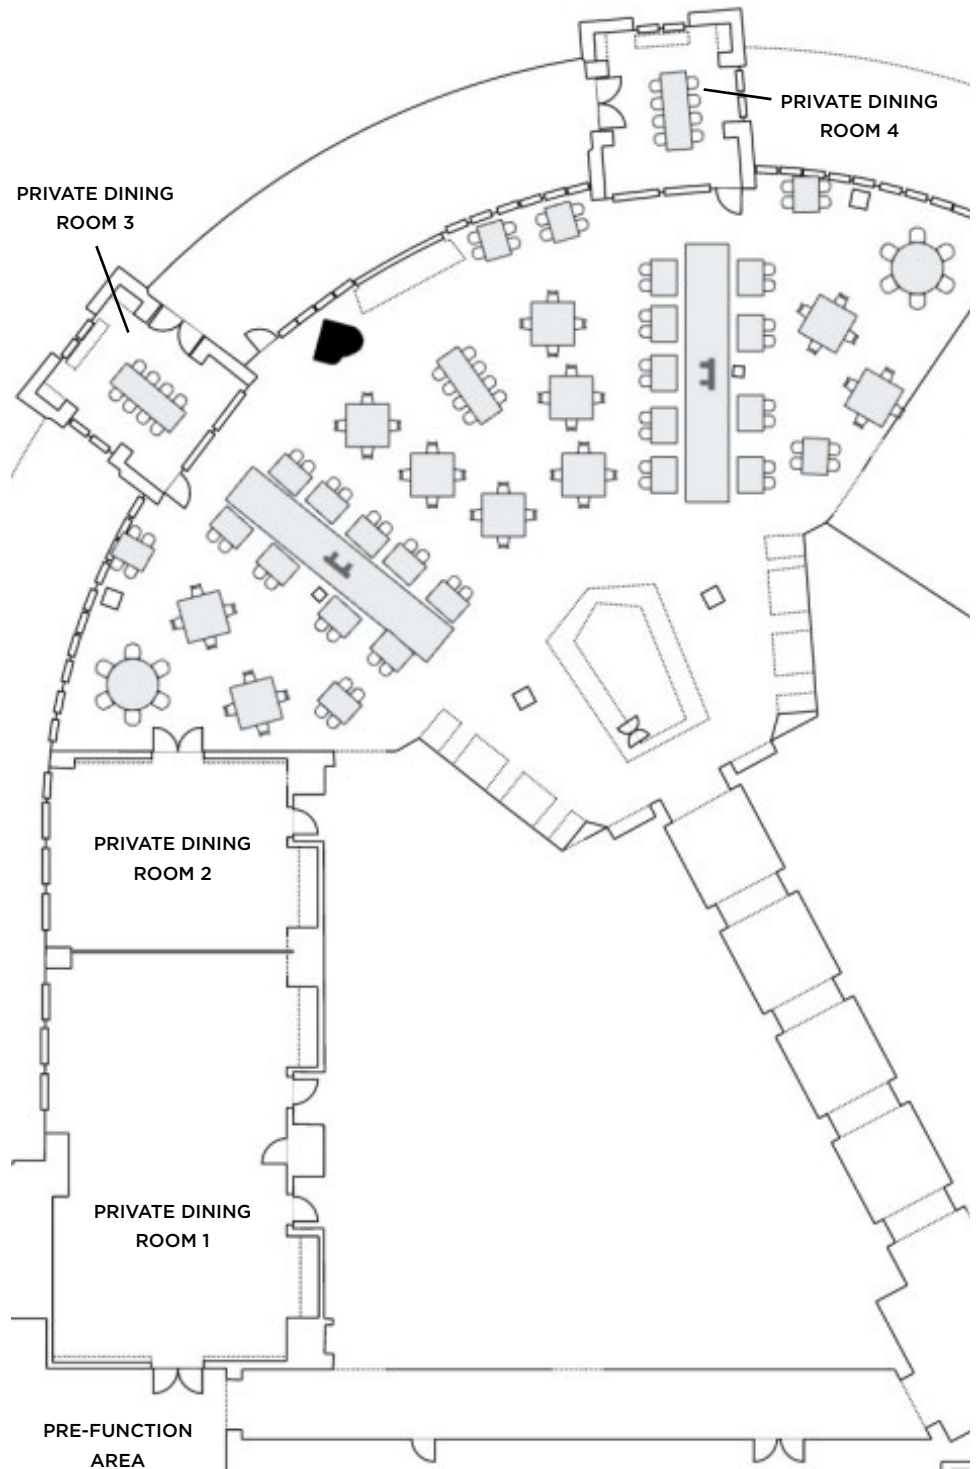 PRIVATE DINING
ROOM 4
PRIVATE DINING
ROOM 3
PRIVATE DINING
ROOM 2
PRIVATE DINING
ROOM 1
PRE-FUNCTION
AREA